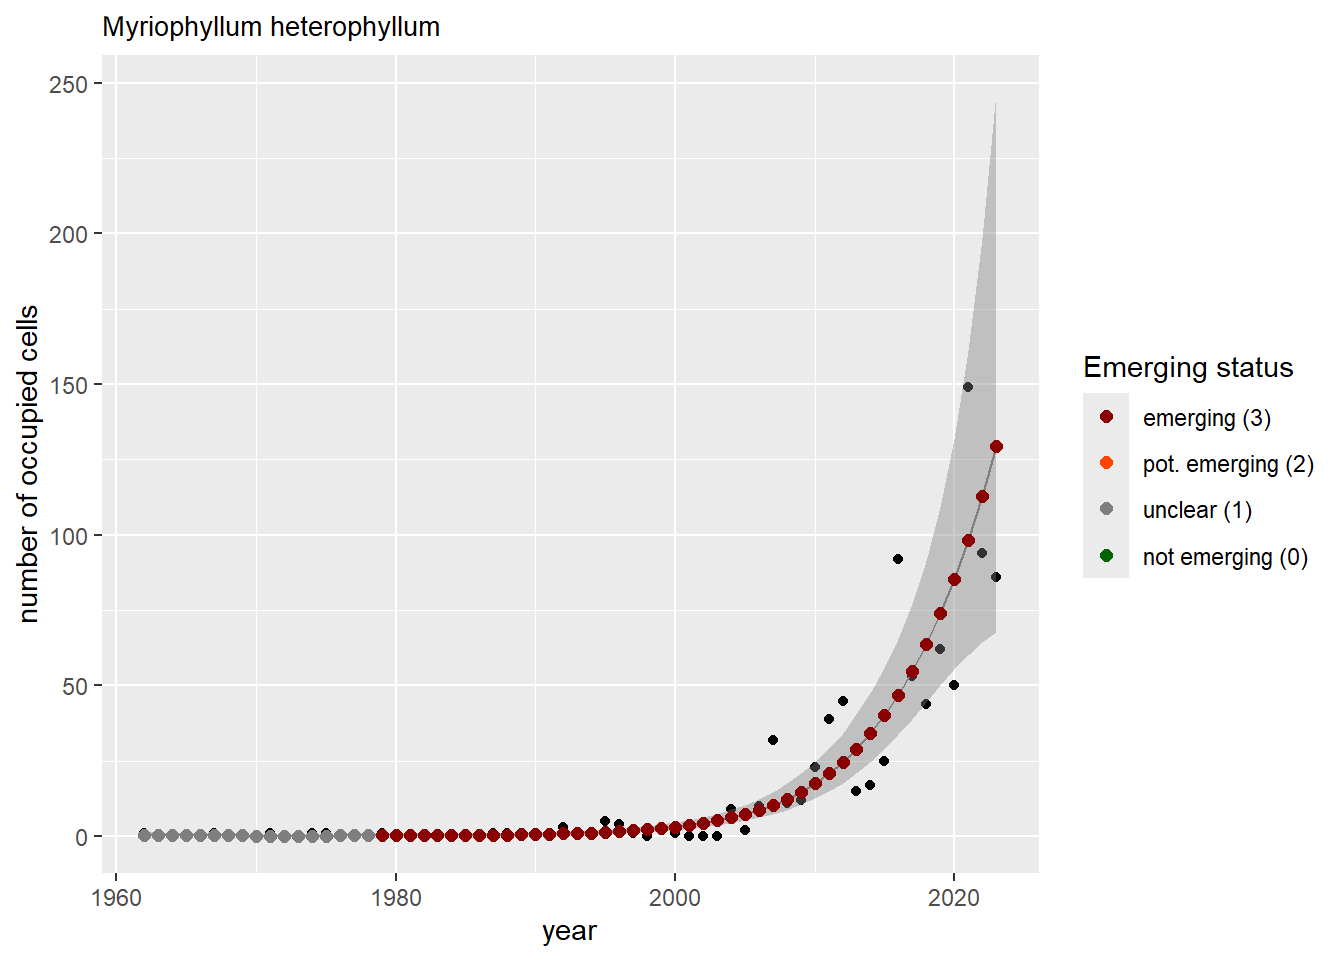 Myriophyllum heterophyllum
250
200
150
100
50
0
number of occupied cells
1960
1980
2000
2020
year
Emerging status
emerging (3)
pot. emerging (2)
unclear (1)
not emerging (0)